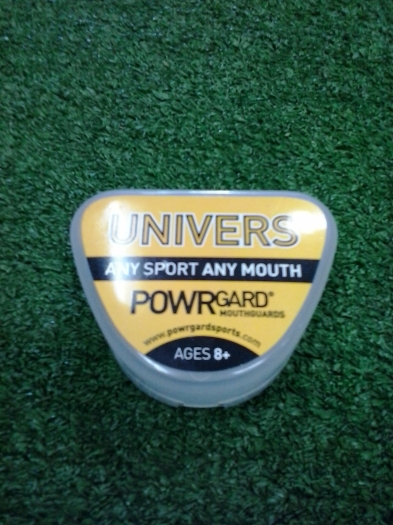 UNIVERS
ANY SPORT ANY MOUTH
POWRGARD®
MOUTHGUARDS
www.powrgardsports.com
AGES 8+